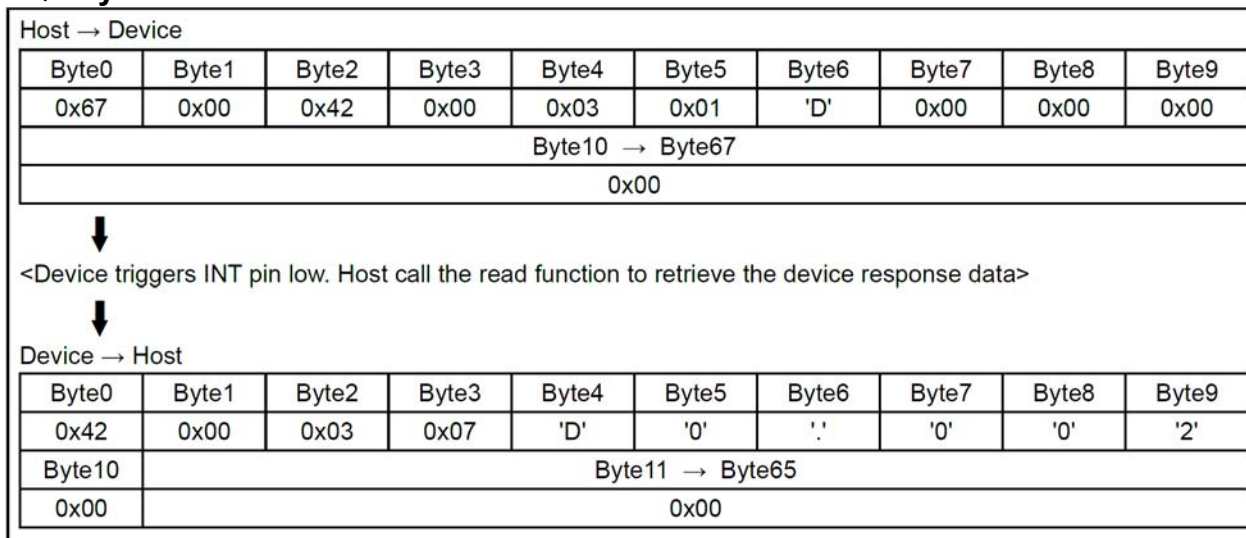 Host → Device
Byte0 Byte1 Byte2 Byte3 Byte4 Byte5 Byte6 Byte7 Byte8 Byte9
0x67 0x00 0x42 0x00 0x03 0x01 'D' 0x00 0x00 0x00
Byte10 → Byte67
0x00
<Device triggers INT pin low. Host call the read function to retrieve the device response data>
Device → Host
Byte0 Byte1 Byte2 Byte3 Byte4 Byte5 Byte6 Byte7 Byte8 Byte9
0x42 0x00 0x03 0x07 'D' '0' '.' '0' '0' '2'
Byte10 Byte11 → Byte65
0x00 0x00